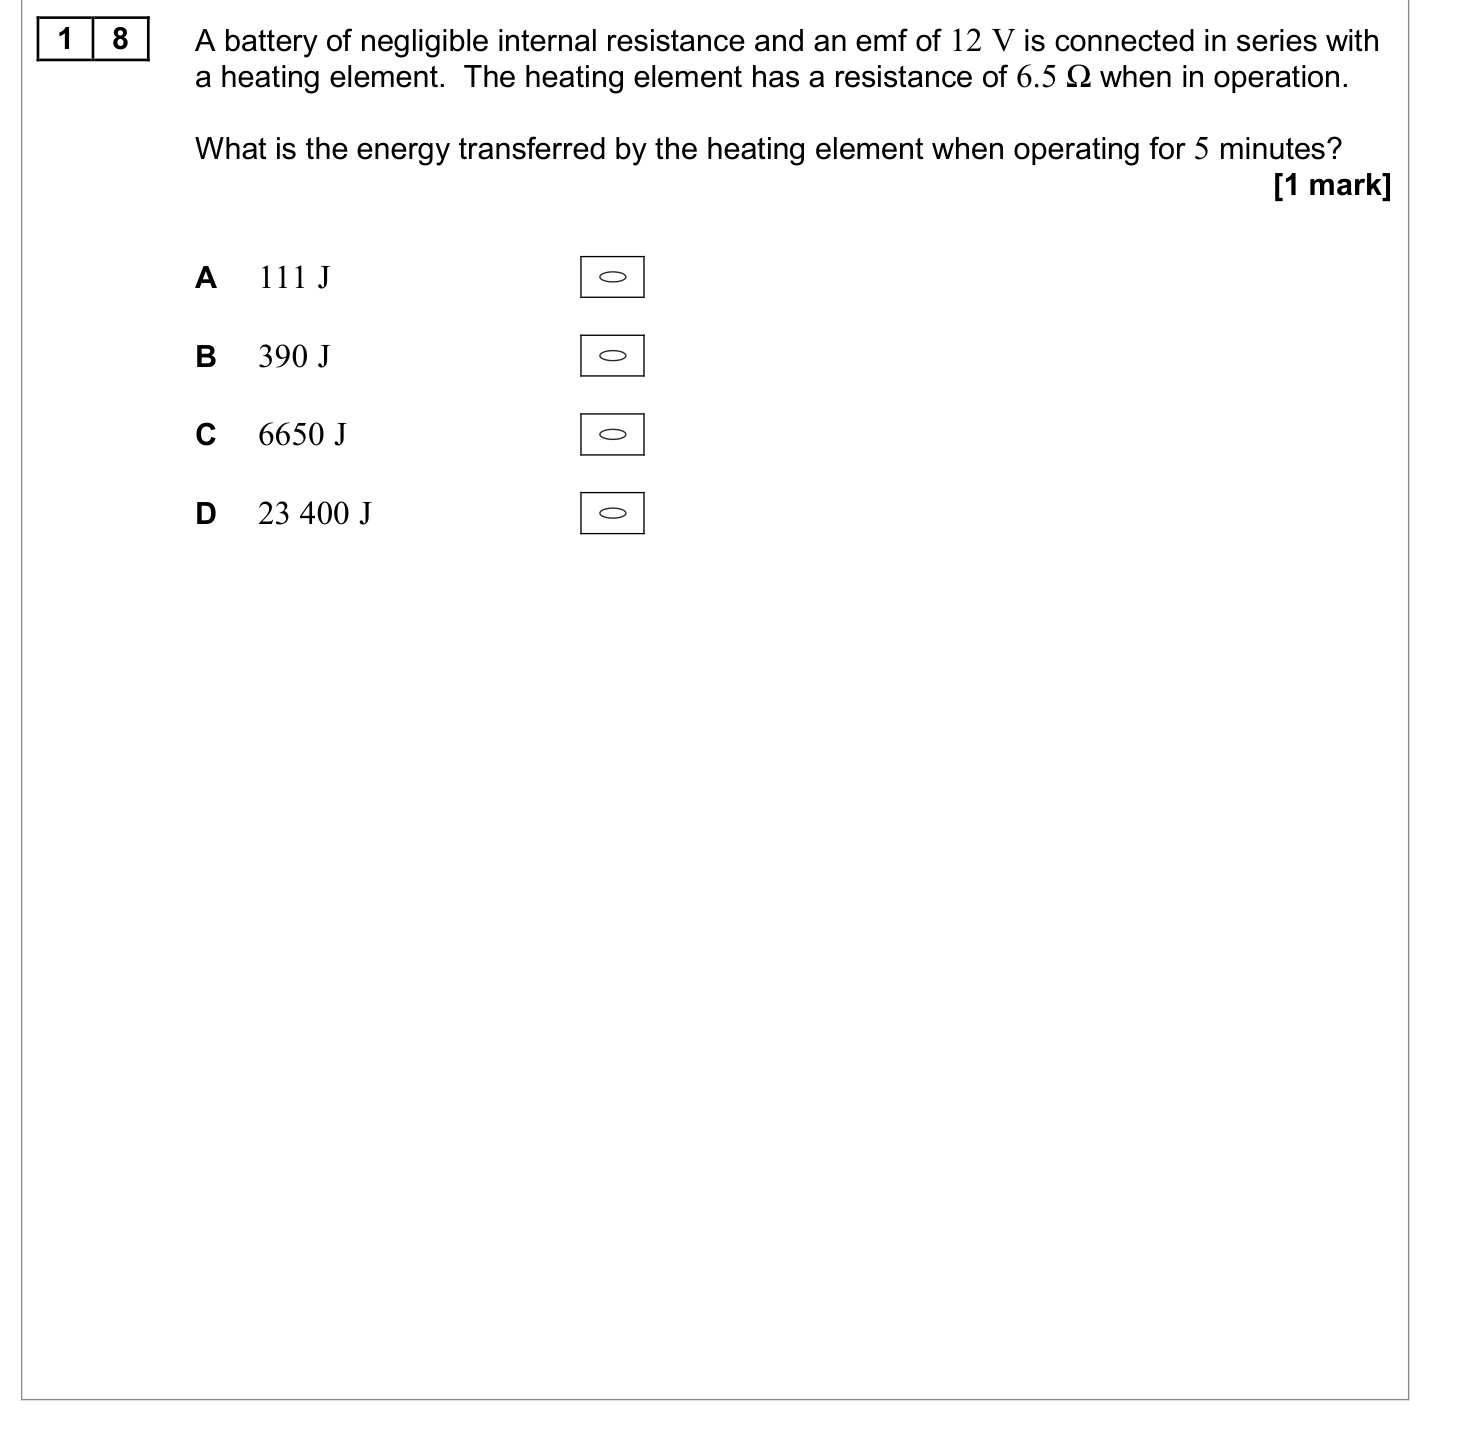 1 8 A battery of negligible internal resistance and an emf of 12 V is connected in series with
a heating element. The heating element has a resistance of 6.5 Ω when in operation.
What is the energy transferred by the heating element when operating for 5 minutes?
[1 mark]
A 111 J
B 390 J
C 6650 J
D 23 400 J